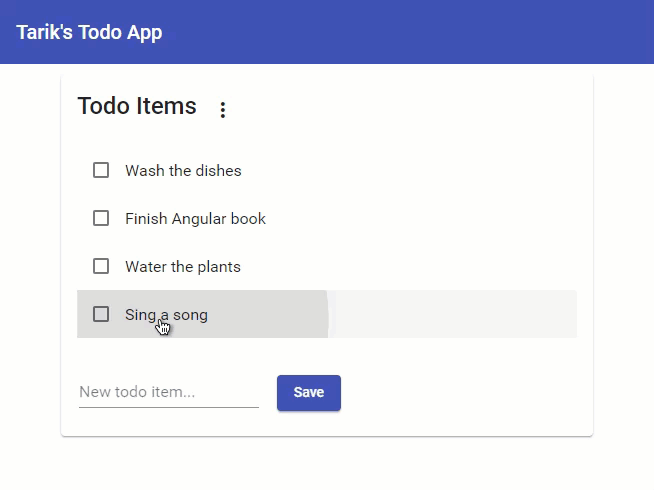 Tarik's Todo App
Todo Items
Wash the dishes
Finish Angular book
Water the plants
Sing a song
New todo item...
Save